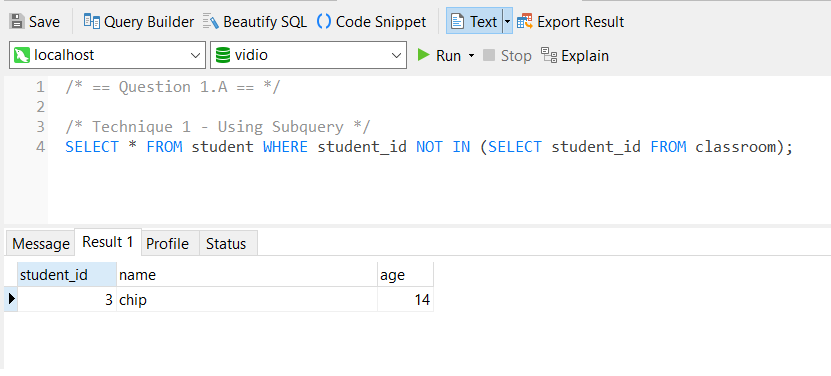 Save Query Builder Beautify SQL () Code Snippet Text Export Result
localhost vidio Run Stop Explain
1 /* == Question 1.A == */
2
3 /* Technique 1 - Using Subquery */
4 SELECT * FROM student WHERE student_id NOT IN (SELECT student_id FROM classroom);
Message Result 1 Profile Status
student_id name age
3 chip 14